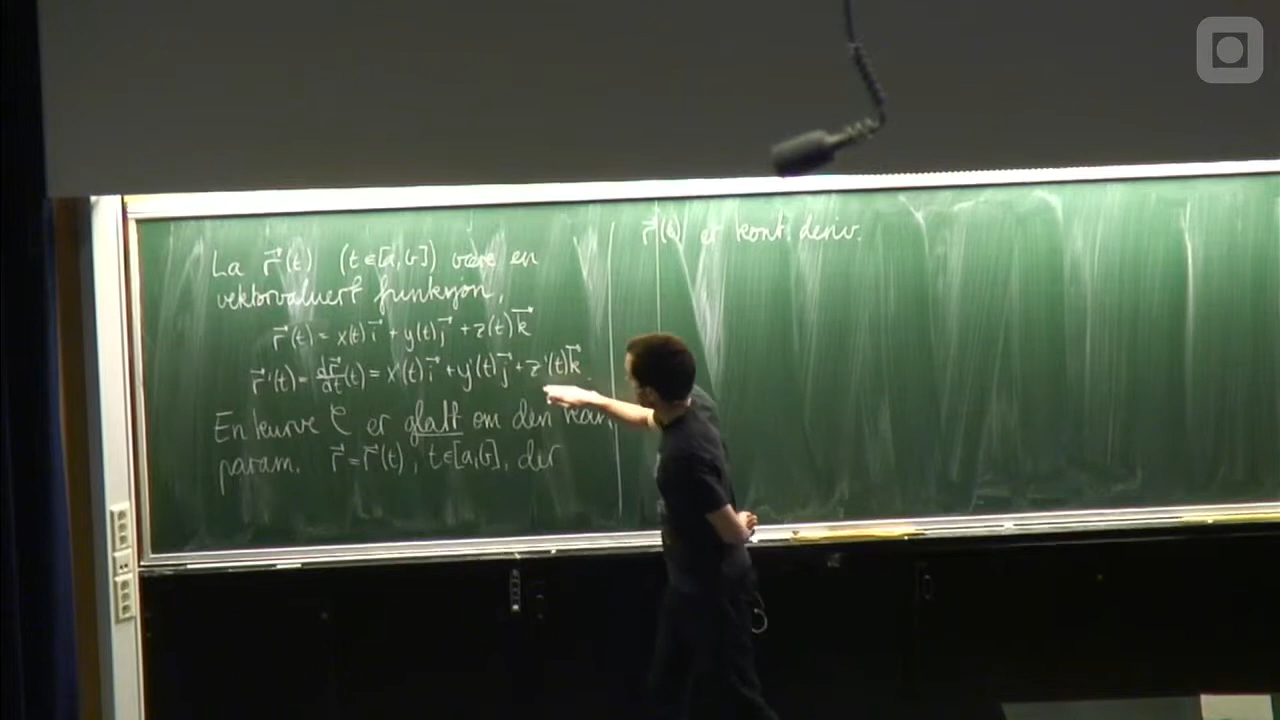 La r⃗(t) (t∈[a,b]) være en
vektorvaluert funksjon,
r⃗(t) = x(t)i⃗ + y(t)j⃗ + z(t)k⃗
r⃗'(t) = dr⃗/dt(t) = x'(t)i⃗ + y'(t)j⃗ + z'(t)k⃗
En kurve C er glatt om den kan
param. r⃗ = r⃗(t), t∈[a,b], der
r⃗(t) er kont. deriv.